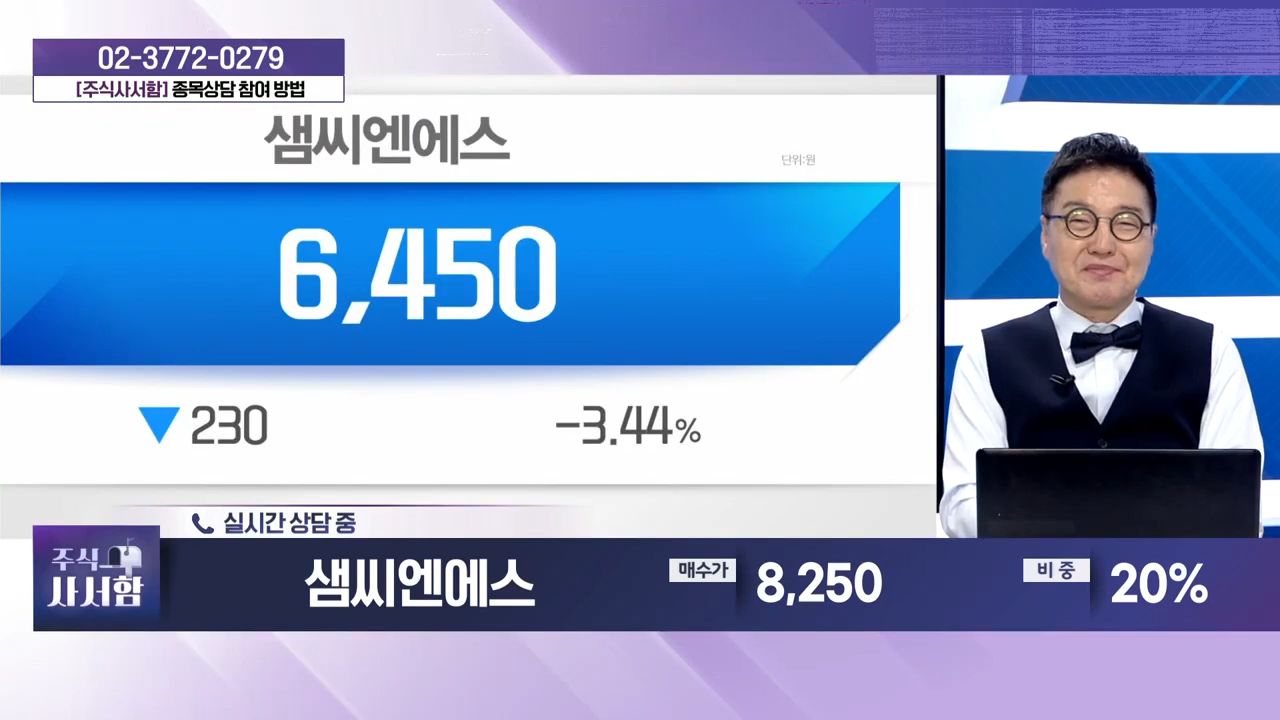 02-3772-0279
[주식사서함] 종목상담 참여 방법
샘씨엔에스
단위:원
6,450
▼230
-3.44%
실시간 상담 중
주식
사서함
샘씨엔에스
매수가
8,250
비중
20%